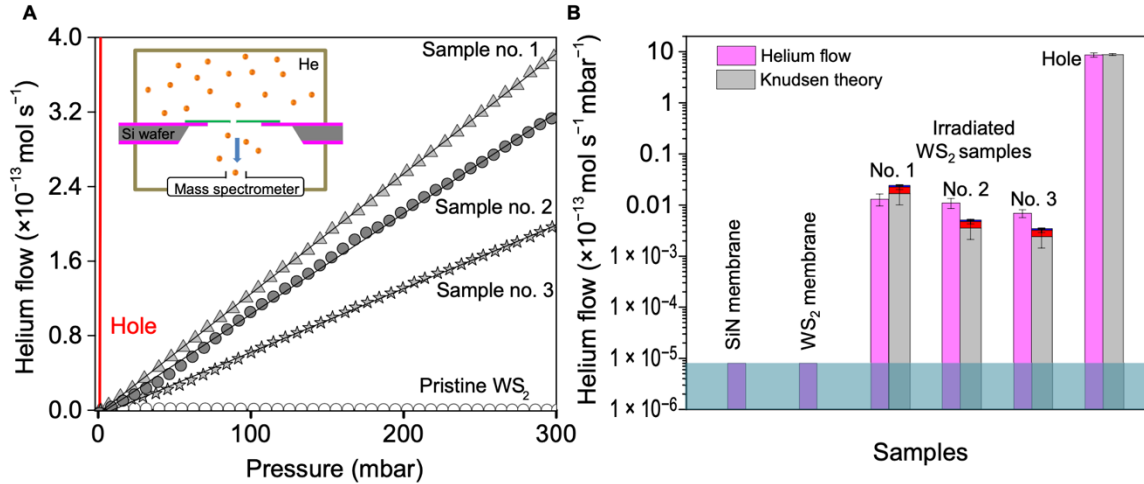 A
Helium flow (×10⁻¹³ mol s⁻¹)
4.0
3.2
2.4
1.6
0.8
0.0
He
Si wafer
Mass spectrometer
Sample no. 1
Sample no. 2
Sample no. 3
Hole
Pristine WS₂
0
100
200
300
Pressure (mbar)
B
Helium flow (×10⁻¹³ mol s⁻¹ mbar⁻¹)
10
1
0.1
0.01
1 × 10⁻³
1 × 10⁻⁴
1 × 10⁻⁵
1 × 10⁻⁶
Helium flow
Knudsen theory
Hole
Irradiated
WS₂ samples
No. 1
No. 2
No. 3
SiN membrane
WS₂ membrane
Samples